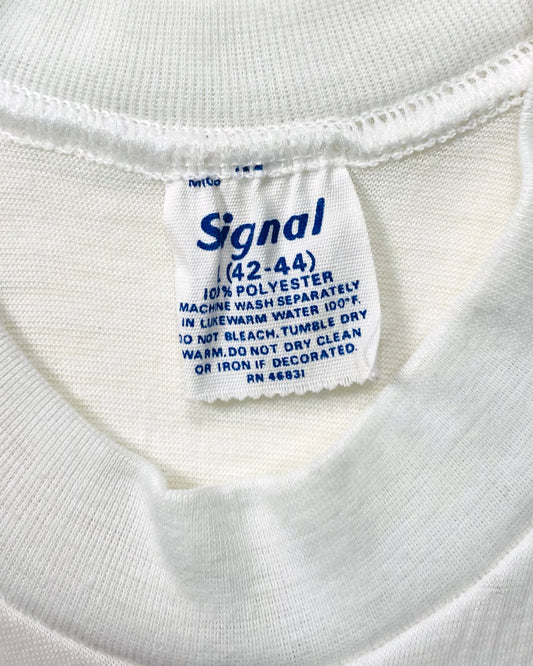 Signal
(42-44)
100% POLYESTER
MACHINE WASH SEPARATELY
IN LUKEWARM WATER 100°F.
DO NOT BLEACH. TUMBLE DRY
WARM. DO NOT DRY CLEAN
OR IRON IF DECORATED.
RN 46831